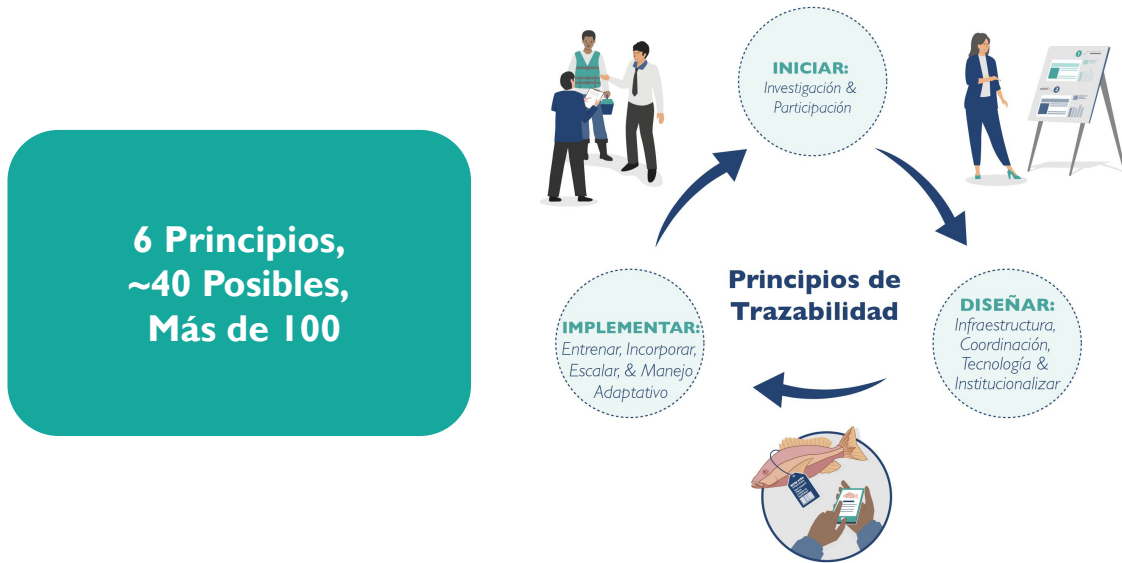 6 Principios,
~40 Posibles,
Más de 100
INICIAR:
Investigación &
Participación
Principios de
Trazabilidad
DISEÑAR:
Infraestructura,
Coordinación,
Tecnología &
Institucionalizar
IMPLEMENTAR:
Entrenar, Incorporar,
Escalar, & Manejo
Adaptativo